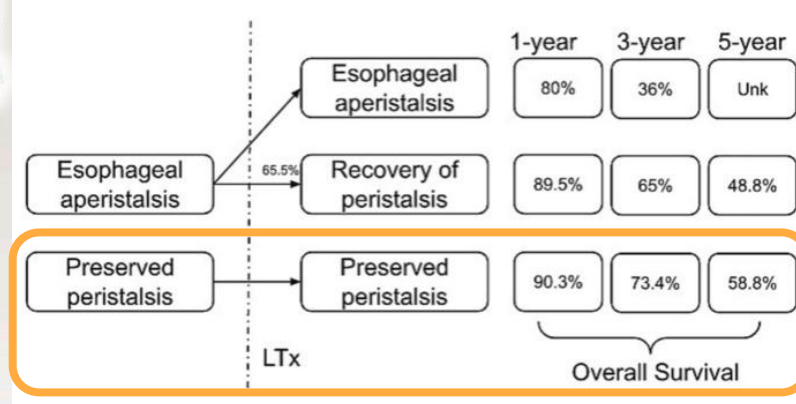 1-year 3-year 5-year
Esophageal
aperistalsis
80% 36% Unk
Esophageal
aperistalsis
65.5%
Recovery of
peristalsis
89.5% 65% 48.8%
Preserved
peristalsis
Preserved
peristalsis
90.3% 73.4% 58.8%
LTx
Overall Survival